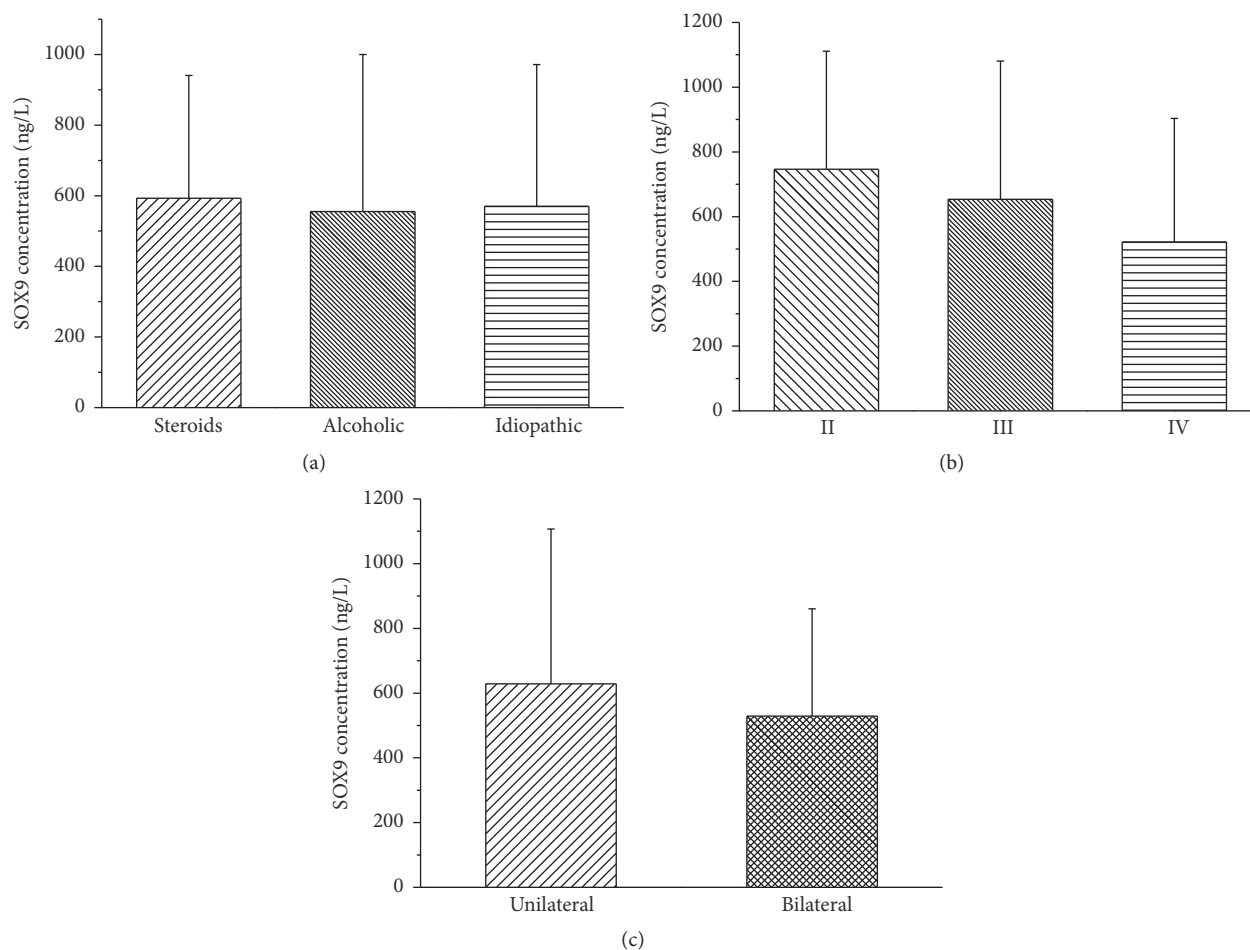 SOX9 concentration (ng/L)
1000
800
600
400
200
0
Steroids Alcoholic Idiopathic
(a)
SOX9 concentration (ng/L)
1200
1000
800
600
400
200
0
II III IV
(b)
SOX9 concentration (ng/L)
1200
1000
800
600
400
200
0
Unilateral Bilateral
(c)